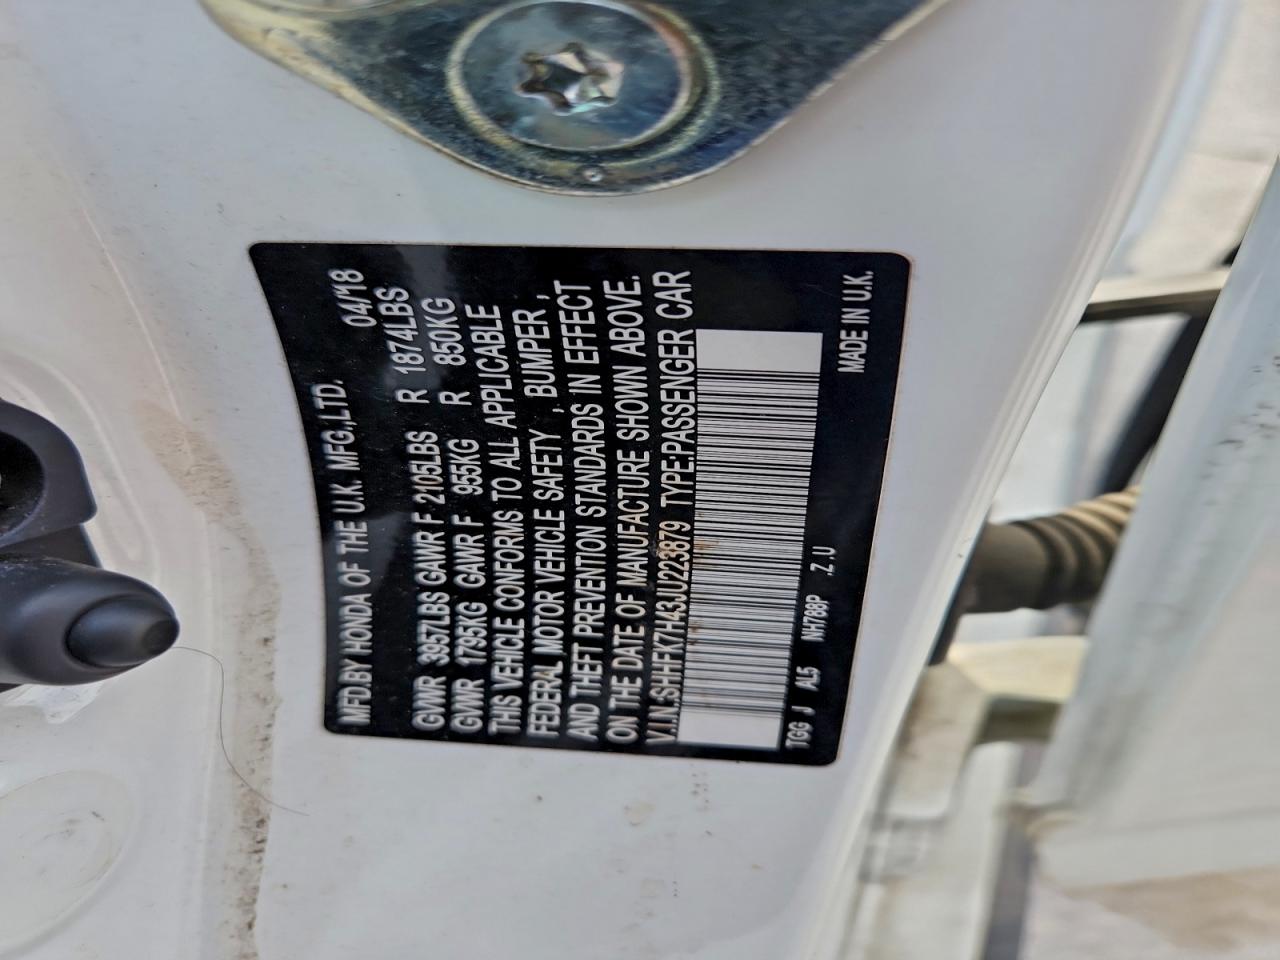 MFD.BY HONDA OF THE U.K. MFG.,LTD. 04/18
GVWR 3957LBS GAWR F 2105LBS R 1874LBS
GVWR 1795KG GAWR F 955KG R 850KG
THIS VEHICLE CONFORMS TO ALL APPLICABLE
FEDERAL MOTOR VEHICLE SAFETY , BUMPER ,
AND THEFT PREVENTION STANDARDS IN EFFECT
ON THE DATE OF MANUFACTURE SHOWN ABOVE.
V.I.N.:SHHFK7H43JU223879 TYPE:PASSENGER CAR
TGG J /AL5 NH788P .Z U
MADE IN U.K.